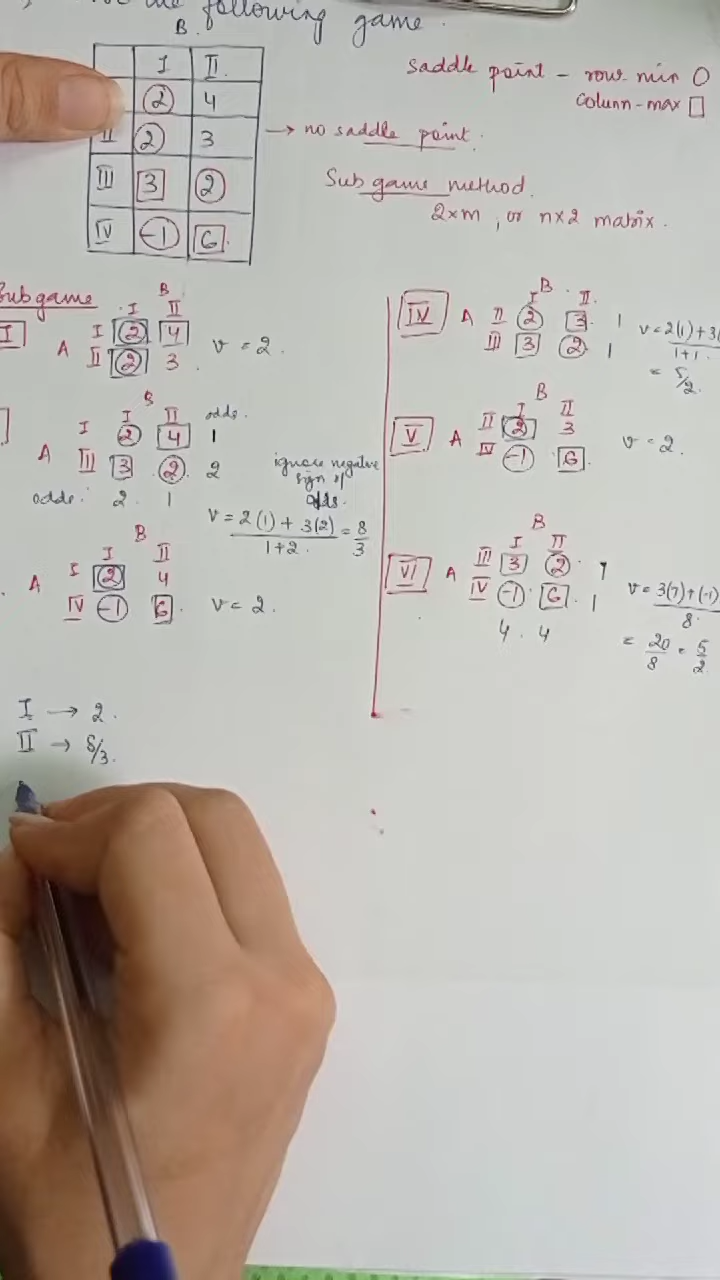 the following game.
B.
I II
2 4
II 2 3
III 3 2
IV -1 6
saddle point - row min O
column - max □
→ no saddle point.
Sub game method.
2×m , or n×2 matrix.
Subgame
I
B
I II
A I 2 4
II 2 3
v = 2.
B
I II odds.
A I 2 4 1
III 3 2 2
odds: 2 1
ignore negative
sign of
odds.
v = 2(1) + 3(2) = 8
1+2. 3
B
I II
A I 2 4
IV -1 6.
v = 2.
I → 2.
II → 8/3.
IV
B.
I II.
A II 2 3. 1
III 3 2. 1
v = 2(1) + 3(
1+1.
= 5/2.
V
B
I II
A II 2 3
IV -1 6.
v = 2.
VI
B
I II
A III 3 2. 7
IV -1 6. 1
4. 4
v = 3(7)+(-1)
8.
= 20 = 5
8 2